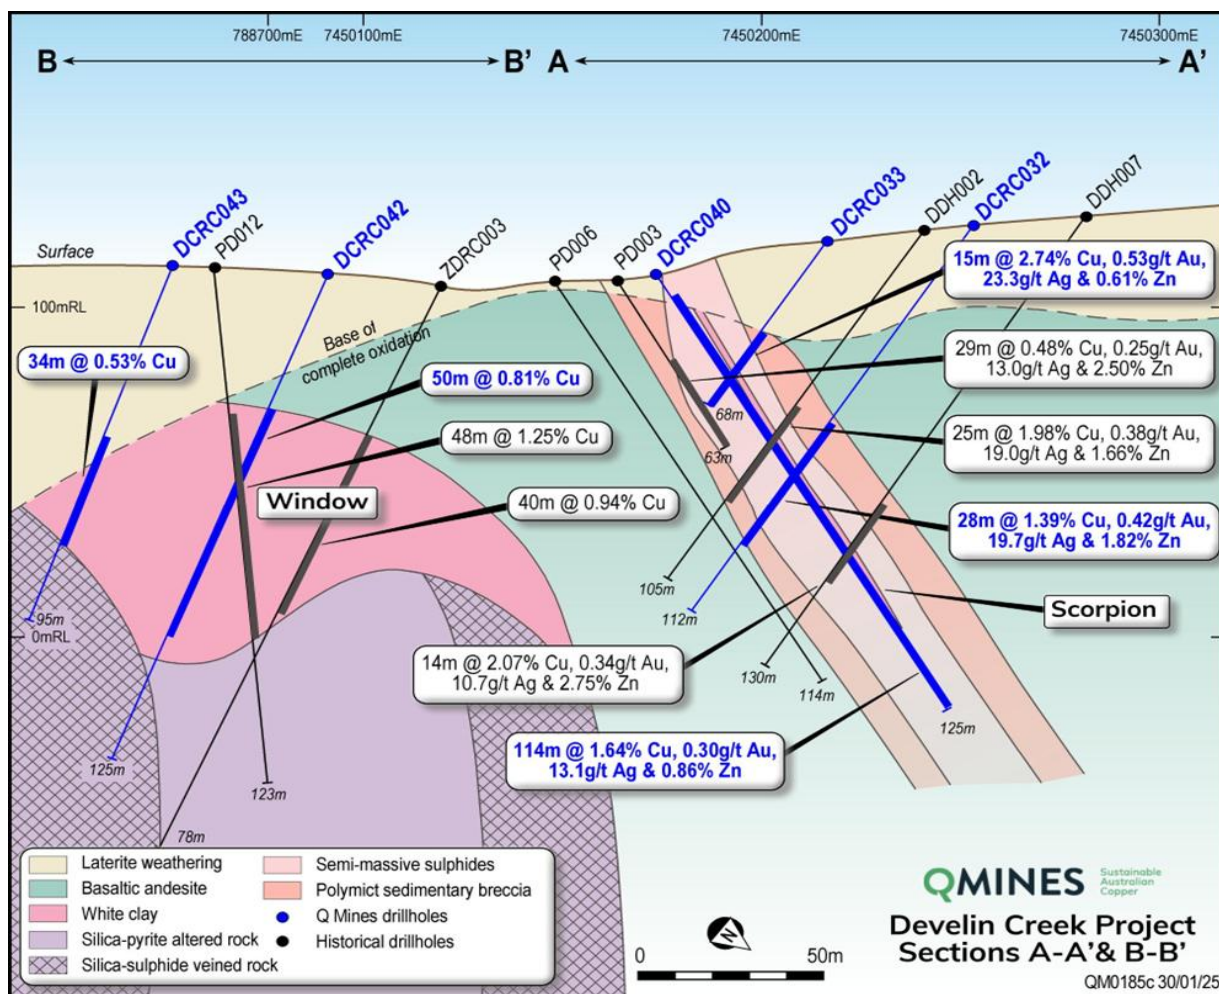 788700mE
7450100mE
7450200mE
7450300mE
B
B’
A
A’
DCRC043
PD012
DCRC042
ZDRC003
PD006
PD003
DCRC040
DCRC033
DDH002
DCRC032
DDH007
Surface
100mRL
Base of
complete oxidation
15m @ 2.74% Cu, 0.53g/t Au,
23.3g/t Ag & 0.61% Zn
34m @ 0.53% Cu
50m @ 0.81% Cu
29m @ 0.48% Cu, 0.25g/t Au,
13.0g/t Ag & 2.50% Zn
68m
48m @ 1.25% Cu
63m
25m @ 1.98% Cu, 0.38g/t Au,
19.0g/t Ag & 1.66% Zn
Window
40m @ 0.94% Cu
28m @ 1.39% Cu, 0.42g/t Au,
19.7g/t Ag & 1.82% Zn
105m
95m
112m
Scorpion
0mRL
14m @ 2.07% Cu, 0.34g/t Au,
10.7g/t Ag & 2.75% Zn
130m
114m
125m
114m @ 1.64% Cu, 0.30g/t Au,
13.1g/t Ag & 0.86% Zn
125m
123m
78m
Laterite weathering
Basaltic andesite
White clay
Silica-pyrite altered rock
Silica-sulphide veined rock
Semi-massive sulphides
Polymict sedimentary breccia
Q Mines drillholes
Historical drillholes
N
0
50m
QMINES
Sustainable
Australian
Copper
Develin Creek Project
Sections A-A’& B-B’
QM0185c 30/01/25